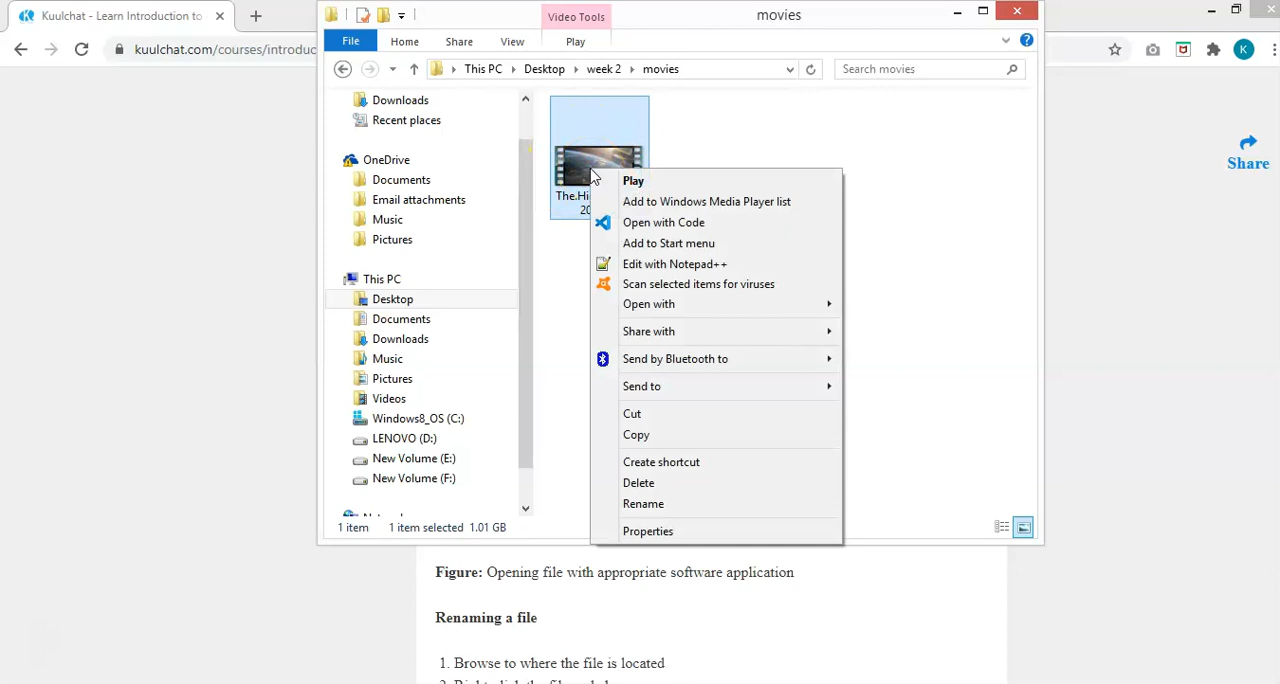 Kuulchat - Learn Introduction to
kuulchat.com/courses/introduc
K
Share
Video Tools
movies
File
Home
Share
View
Play
This PC
Desktop
week 2
movies
Search movies
Downloads
Recent places
OneDrive
Documents
Email attachments
Music
Pictures
This PC
Desktop
Documents
Downloads
Music
Pictures
Videos
Windows8_OS (C:)
LENOVO (D:)
New Volume (E:)
New Volume (F:)
1 item
1 item selected 1.01 GB
Play
Add to Windows Media Player list
Open with Code
Add to Start menu
Edit with Notepad++
Scan selected items for viruses
Open with
Share with
Send by Bluetooth to
Send to
Cut
Copy
Create shortcut
Delete
Rename
Properties
Figure: Opening file with appropriate software application
Renaming a file
1. Browse to where the file is located